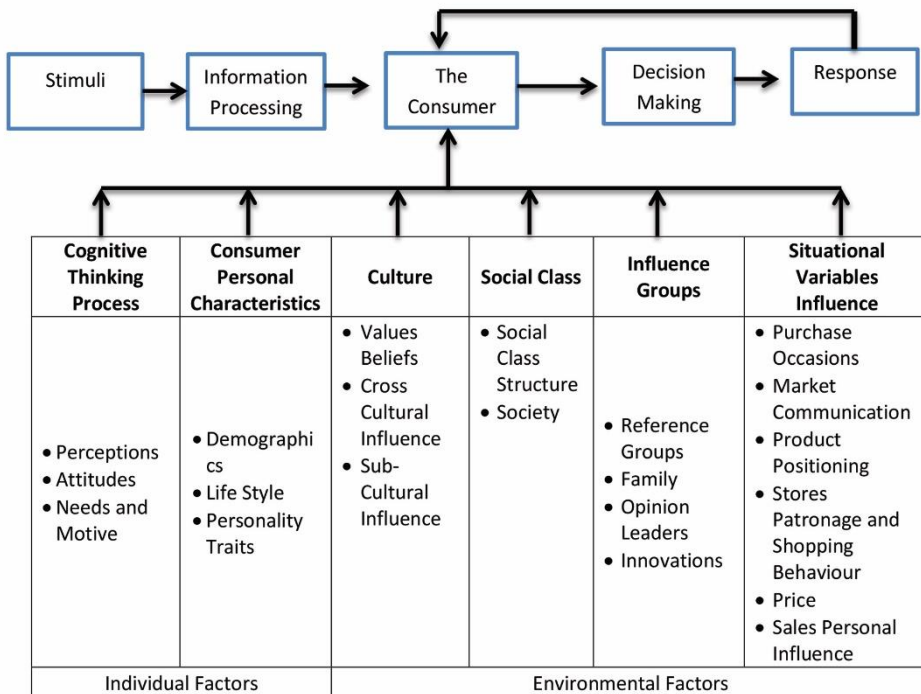 Stimuli
Information
Processing
The
Consumer
Decision
Making
Response
Cognitive
Thinking
Process
Consumer
Personal
Characteristics
Culture
Social Class
Influence
Groups
Situational
Variables
Influence
• Perceptions
• Attitudes
• Needs and
Motive
• Demographi
cs
• Life Style
• Personality
Traits
• Values
Beliefs
• Cross
Cultural
Influence
• Sub-
Cultural
Influence
• Social
Class
Structure
• Society
• Reference
Groups
• Family
• Opinion
Leaders
• Innovations
• Purchase
Occasions
• Market
Communication
• Product
Positioning
• Stores
Patronage and
Shopping
Behaviour
• Price
• Sales Personal
Influence
Individual Factors
Environmental Factors